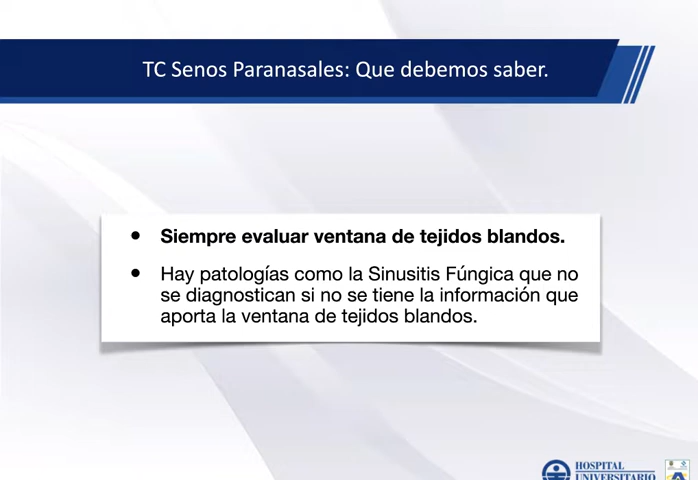 TC Senos Paranasales: Que debemos saber.
• Siempre evaluar ventana de tejidos blandos.
• Hay patologías como la Sinusitis Fúngica que no
se diagnostican si no se tiene la información que
aporta la ventana de tejidos blandos.
HOSPITAL
UNIVERSITARIO